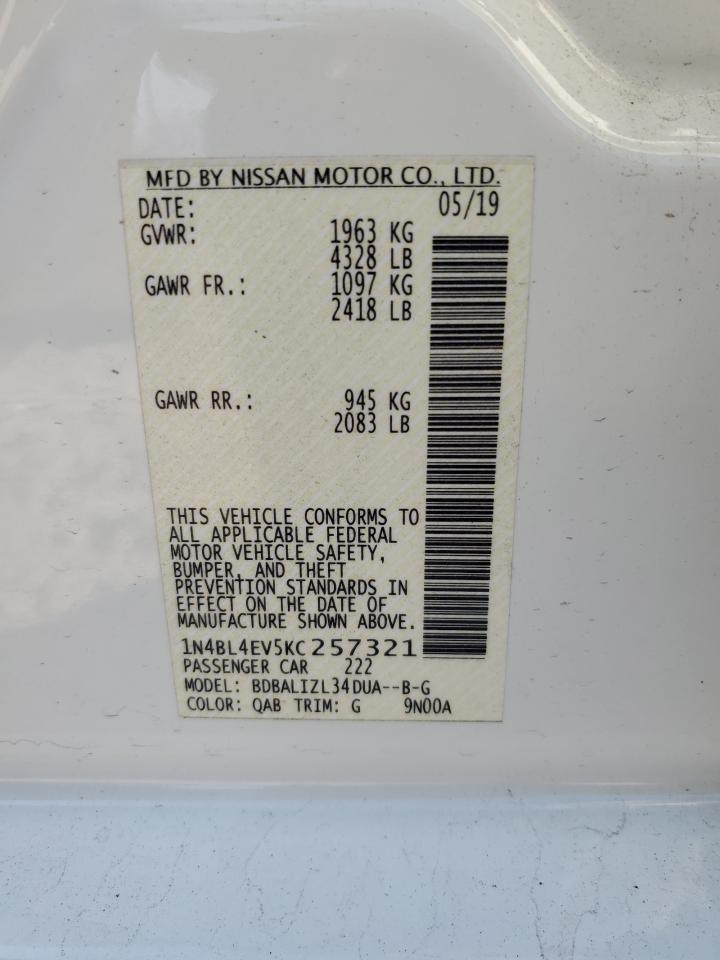 MFD BY NISSAN MOTOR CO., LTD.
DATE: 05/19
GVWR: 1963 KG
4328 LB
GAWR FR.: 1097 KG
2418 LB
GAWR RR.: 945 KG
2083 LB
THIS VEHICLE CONFORMS TO
ALL APPLICABLE FEDERAL
MOTOR VEHICLE SAFETY,
BUMPER, AND THEFT
PREVENTION STANDARDS IN
EFFECT ON THE DATE OF
MANUFACTURE SHOWN ABOVE.
1N4BL4EV5KC257321
PASSENGER CAR 222
MODEL: BDBALIZL34DUA--B-G
COLOR: QAB TRIM: G 9N00A